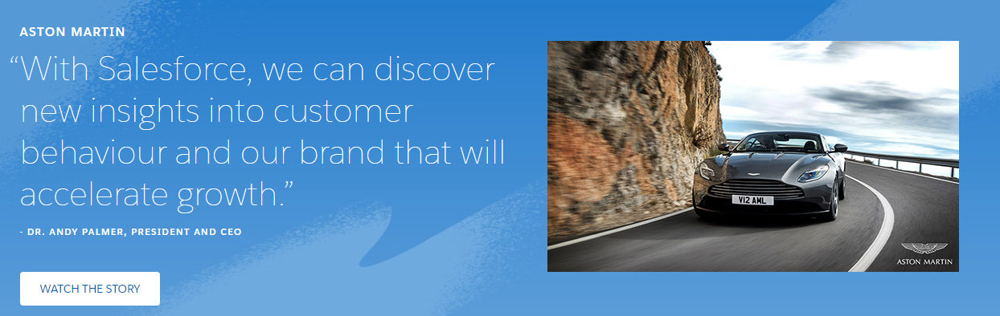 ASTON MARTIN
“With Salesforce, we can discover
new insights into customer
behaviour and our brand that will
accelerate growth.”
- DR. ANDY PALMER, PRESIDENT AND CEO
WATCH THE STORY
V12 AML
ASTON MARTIN